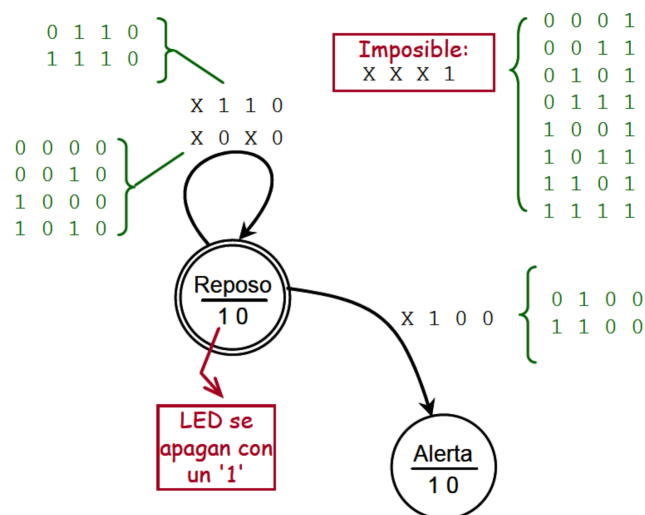 0 1 1 0
1 1 1 0
X 1 1 0
X 0 X 0
0 0 0 0
0 0 1 0
1 0 0 0
1 0 1 0
Imposible:
X X X 1
0 0 0 1
0 0 1 1
0 1 0 1
0 1 1 1
1 0 0 1
1 0 1 1
1 1 0 1
1 1 1 1
Reposo
1 0
X 1 0 0
0 1 0 0
1 1 0 0
LED se
apagan con
un '1'
Alerta
1 0